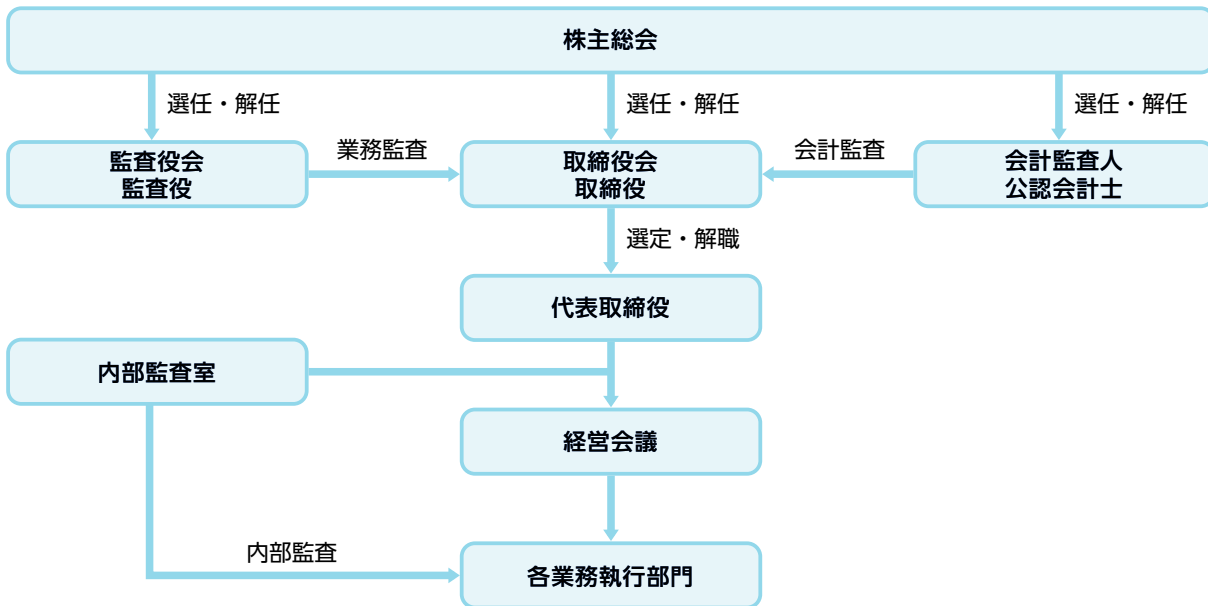 株主総会
選任・解任
選任・解任
選任・解任
監査役会
監査役
業務監査
取締役会
取締役
会計監査
会計監査人
公認会計士
選定・解職
代表取締役
内部監査室
経営会議
内部監査
各業務執行部門